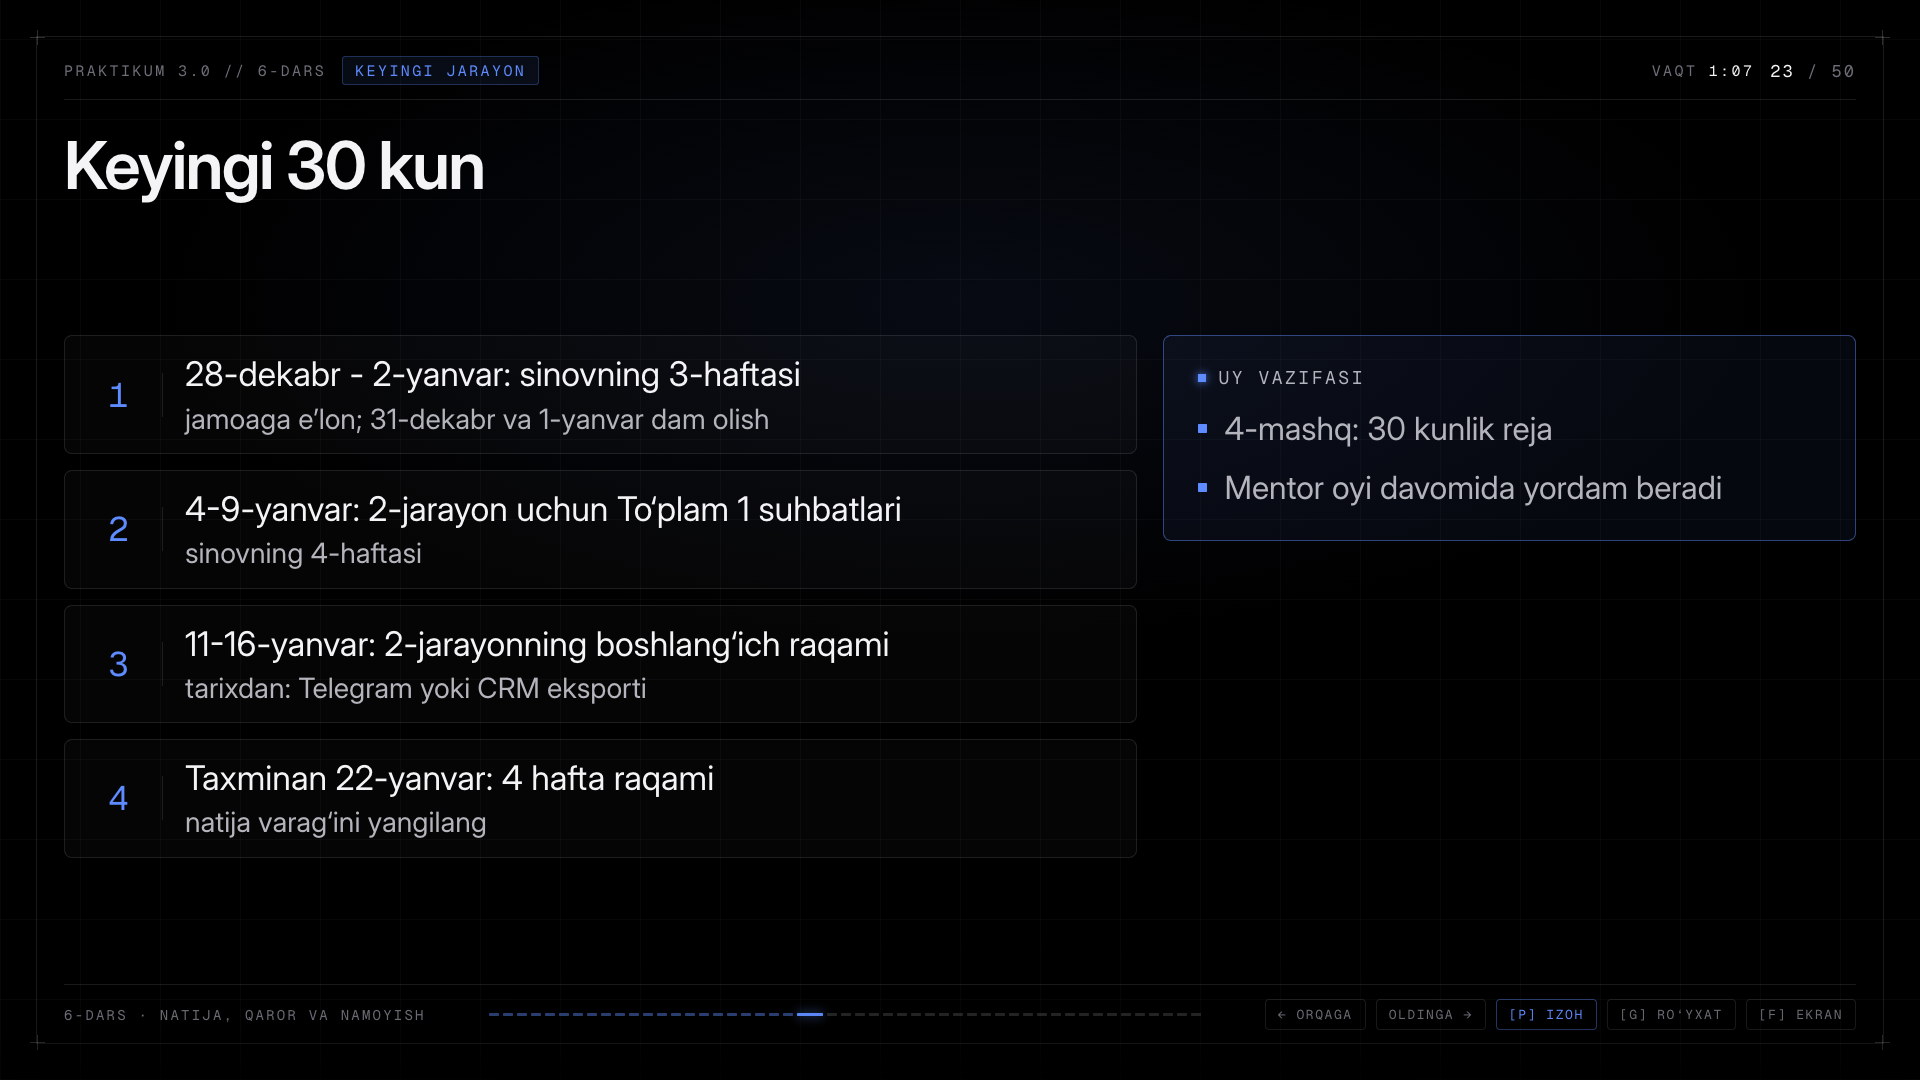 PRAKTIKUM 3.0 // 6-DARS
KEYINGI JARAYON
VAQT 1:07 23 / 50
Keyingi 30 kun
1
28-dekabr - 2-yanvar: sinovning 3-haftasi
jamoaga e’lon; 31-dekabr va 1-yanvar dam olish
2
4-9-yanvar: 2-jarayon uchun To‘plam 1 suhbatlari
sinovning 4-haftasi
3
11-16-yanvar: 2-jarayonning boshlang‘ich raqami
tarixdan: Telegram yoki CRM eksporti
4
Taxminan 22-yanvar: 4 hafta raqami
natija varag‘ini yangilang
UY VAZIFASI
4-mashq: 30 kunlik reja
Mentor oyi davomida yordam beradi
6-DARS · NATIJA, QAROR VA NAMOYISH
← ORQAGA
OLDINGA →
[P] IZOH
[G] RO‘YXAT
[F] EKRAN